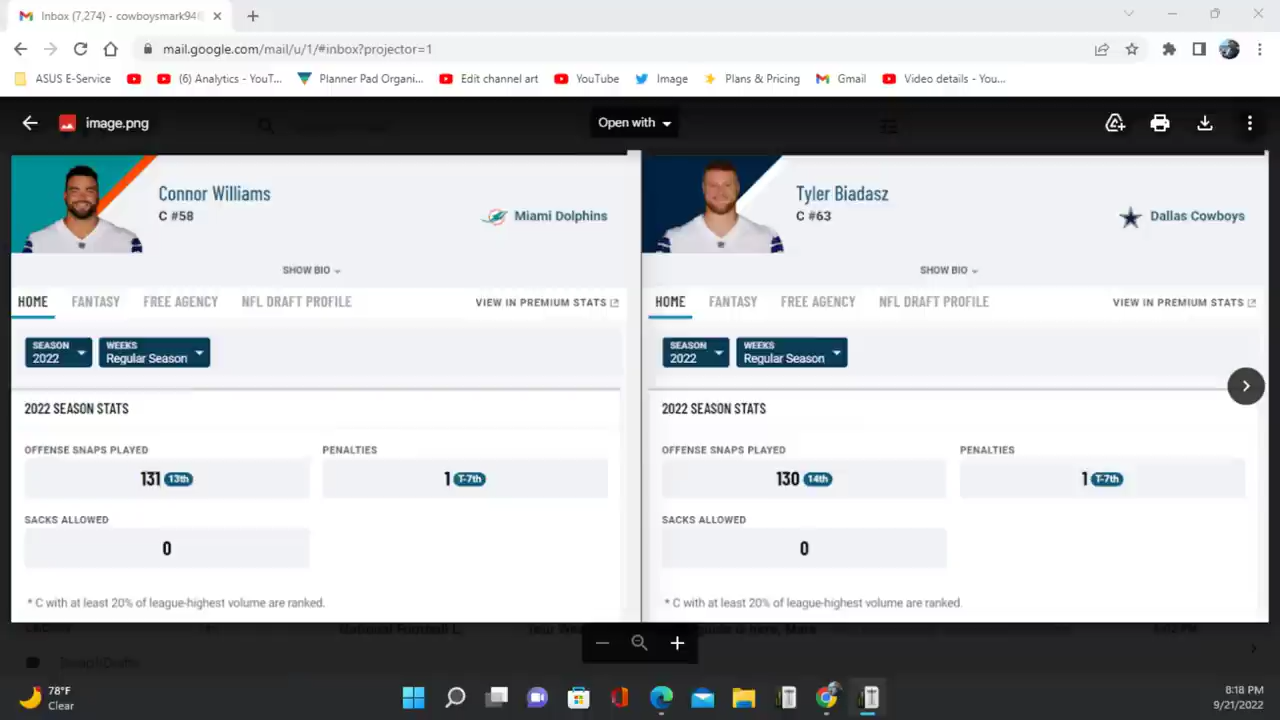 Inbox (7,274) - cowboysmark94
mail.google.com/mail/u/1/#inbox?projector=1
ASUS E-Service
(6) Analytics - YouT...
Planner Pad Organi...
Edit channel art
YouTube
Image
Plans & Pricing
Gmail
Video details - You...
image.png
Open with
Connor Williams
C #58
Miami Dolphins
SHOW BIO
HOME FANTASY FREE AGENCY NFL DRAFT PROFILE VIEW IN PREMIUM STATS
SEASON
2022
WEEKS
Regular Season
2022 SEASON STATS
OFFENSE SNAPS PLAYED
131 13th
PENALTIES
1 T-7th
SACKS ALLOWED
0
* C with at least 20% of league-highest volume are ranked.
Tyler Biadasz
C #63
Dallas Cowboys
SHOW BIO
HOME FANTASY FREE AGENCY NFL DRAFT PROFILE VIEW IN PREMIUM STATS
SEASON
2022
WEEKS
Regular Season
2022 SEASON STATS
OFFENSE SNAPS PLAYED
130 14th
PENALTIES
1 T-7th
SACKS ALLOWED
0
* C with at least 20% of league-highest volume are ranked.
National Football L.
78°F
Clear
8:18 PM
9/21/2022